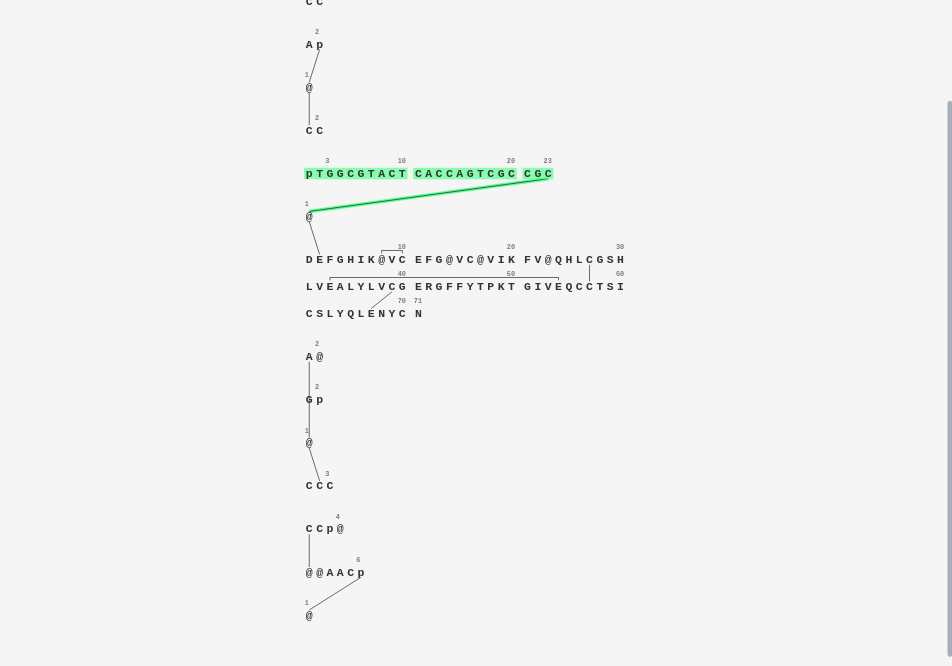 C C
2
A p
1
@
2
C C
3 10 20 23
p T G G C G T A C T C A C C A G T C G C C G C
1
@
10 20 30
D E F G H I K @ V C E F G @ V C @ V I K F V @ Q H L C G S H
40 50 60
L V E A L Y L V C G E R G F F Y T P K T G I V E Q C C T S I
70 71
C S L Y Q L E N Y C N
2
A @
2
G p
1
@
3
C C C
4
C C p @
6
@ @ A A C p
1
@